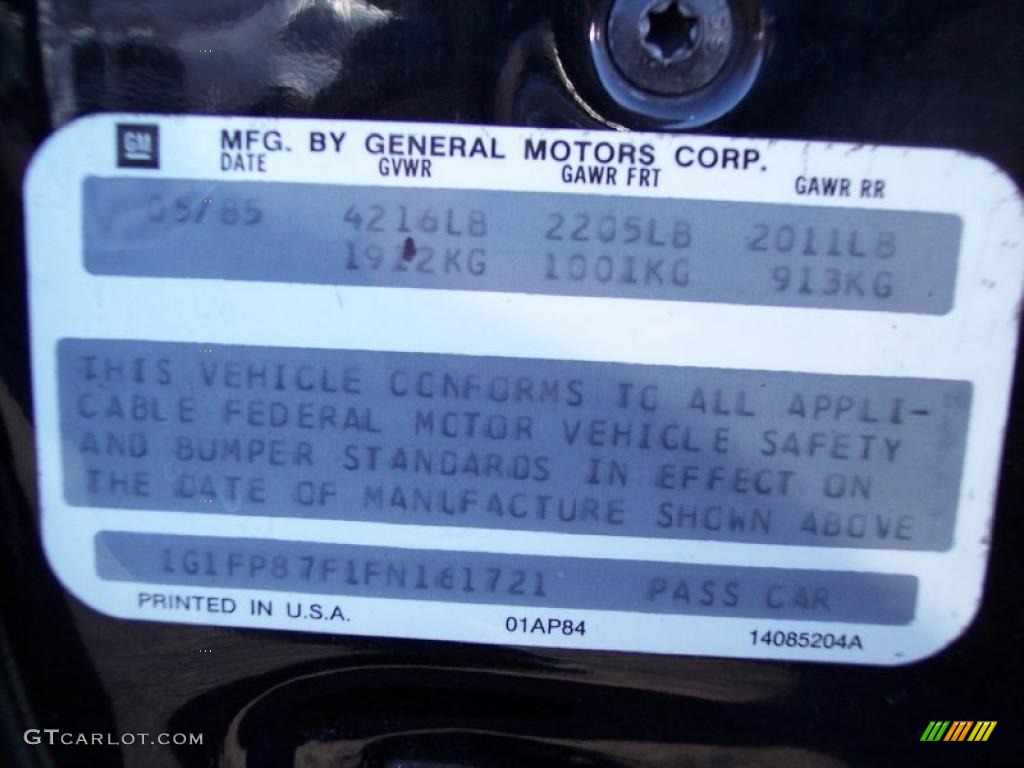 GM
MFG. BY GENERAL MOTORS CORP.
DATE GVWR GAWR FRT GAWR RR
05/85 4216LB 2205LB 2011LB
1912KG 1001KG 913KG
THIS VEHICLE CONFORMS TO ALL APPLI-
CABLE FEDERAL MOTOR VEHICLE SAFETY
AND BUMPER STANDARDS IN EFFECT ON
THE DATE OF MANUFACTURE SHOWN ABOVE
1G1FP87F1FN161721 PASS CAR
PRINTED IN U.S.A. 01AP84 14085204A
GTCARLOT.COM